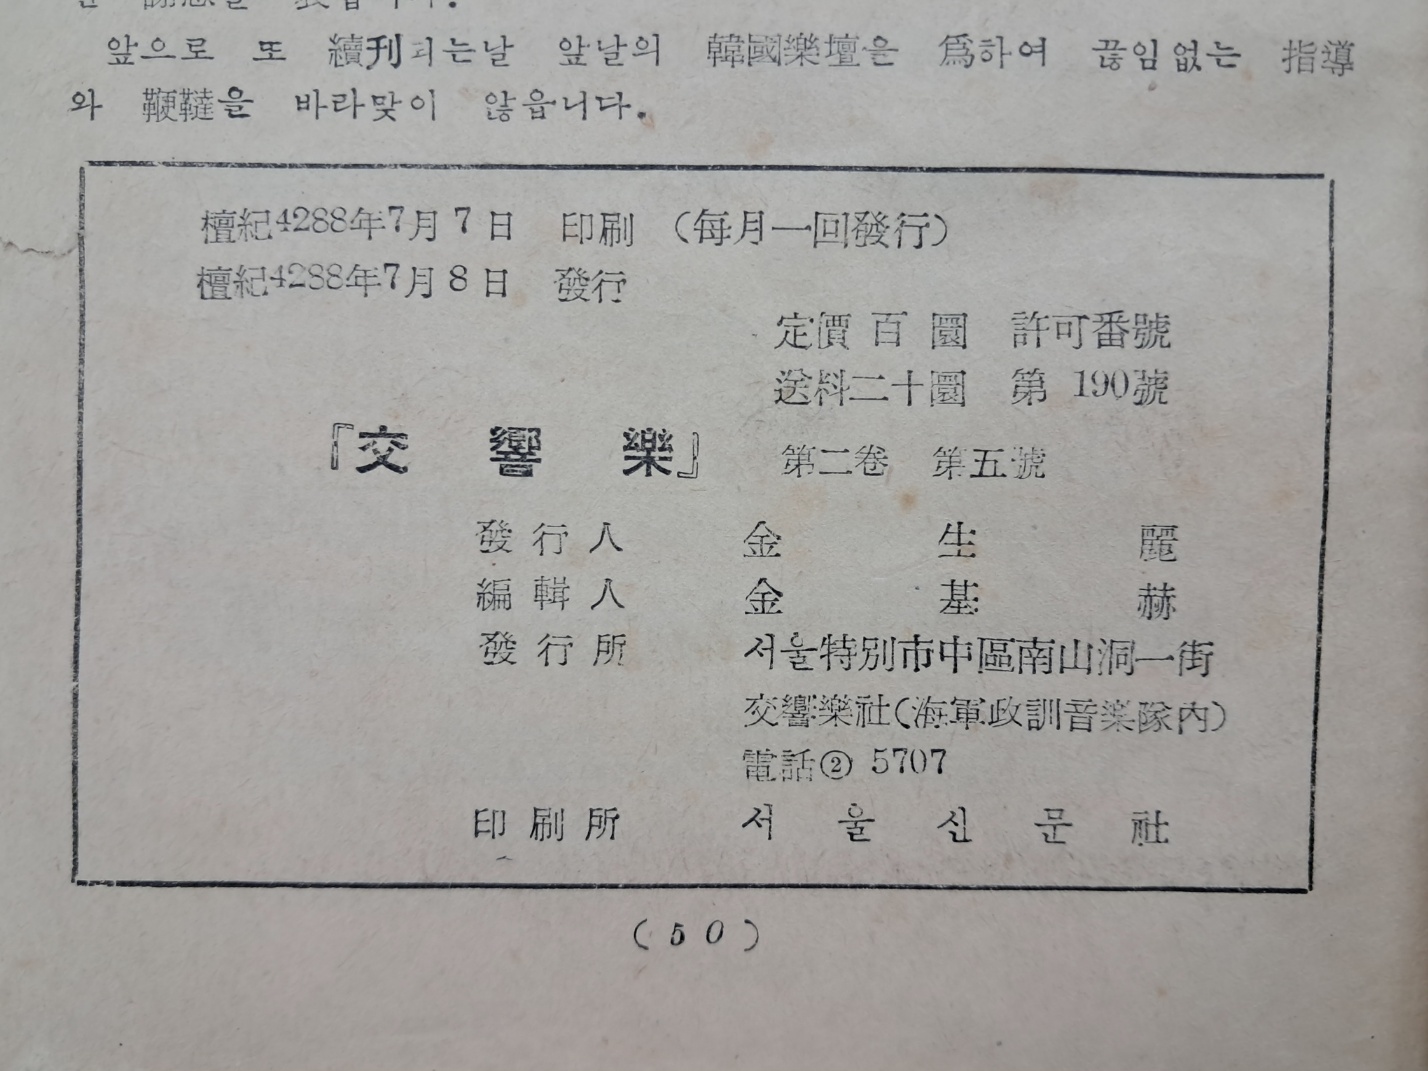 앞으로 또 續刊되는날 앞날의 韓國樂壇을 爲하여 끊임없는 指導
와 鞭韃을 바라맞이 않읍니다.
檀紀4288年7月7日 印刷 (每月一回發行)
檀紀4288年7月8日 發行
定價百圜 許可番號
送料二十圜 第190號
『交響樂』 第二卷 第五號
發行人 金生麗
編輯人 金基赫
發行所 서울特別市中區南山洞一街
交響樂社(海軍政訓音楽隊內)
電話② 5707
印刷所 서울신문社
(50)